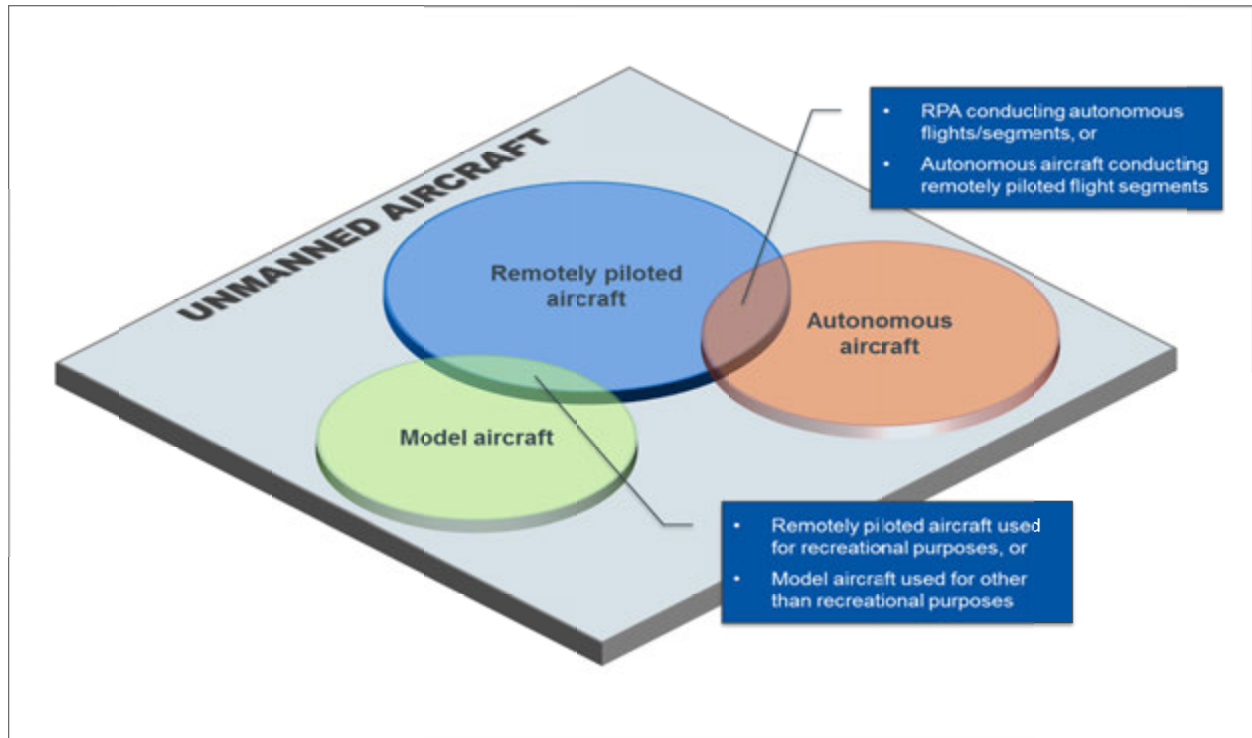 UNMANNED AIRCRAFT
• RPA conducting autonomous
flights/segments, or
• Autonomous aircraft conducting
remotely piloted flight segments
Remotely piloted
aircraft
Autonomous
aircraft
Model aircraft
• Remotely piloted aircraft used
for recreational purposes, or
• Model aircraft used for other
than recreational purposes